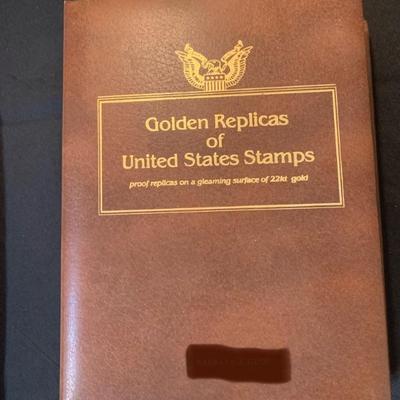 Golden Replicas
of
United States Stamps
proof replicas on a gleaming surface of 22kt gold